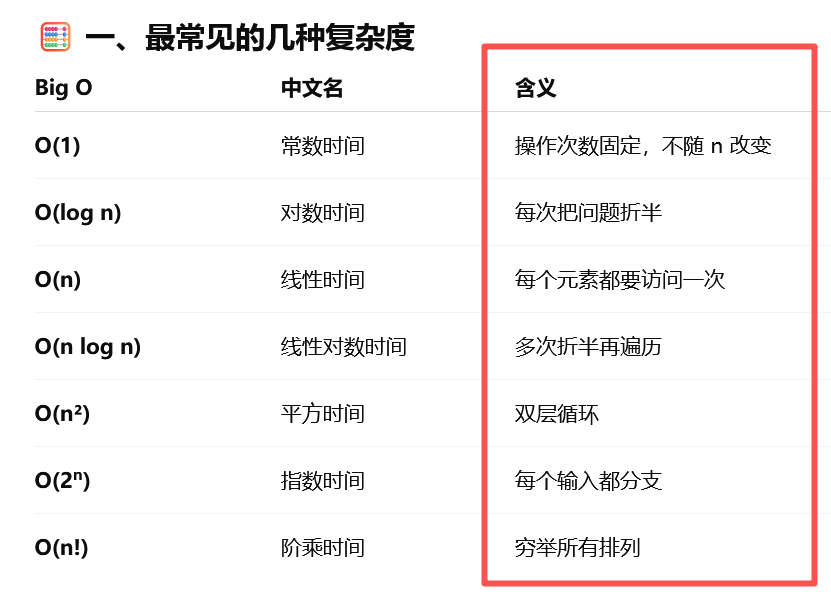 一、最常见的几种复杂度
Big O 中文名 含义
O(1) 常数时间 操作次数固定，不随 n 改变
O(log n) 对数时间 每次把问题折半
O(n) 线性时间 每个元素都要访问一次
O(n log n) 线性对数时间 多次折半再遍历
O(n²) 平方时间 双层循环
O(2ⁿ) 指数时间 每个输入都分支
O(n!) 阶乘时间 穷举所有排列